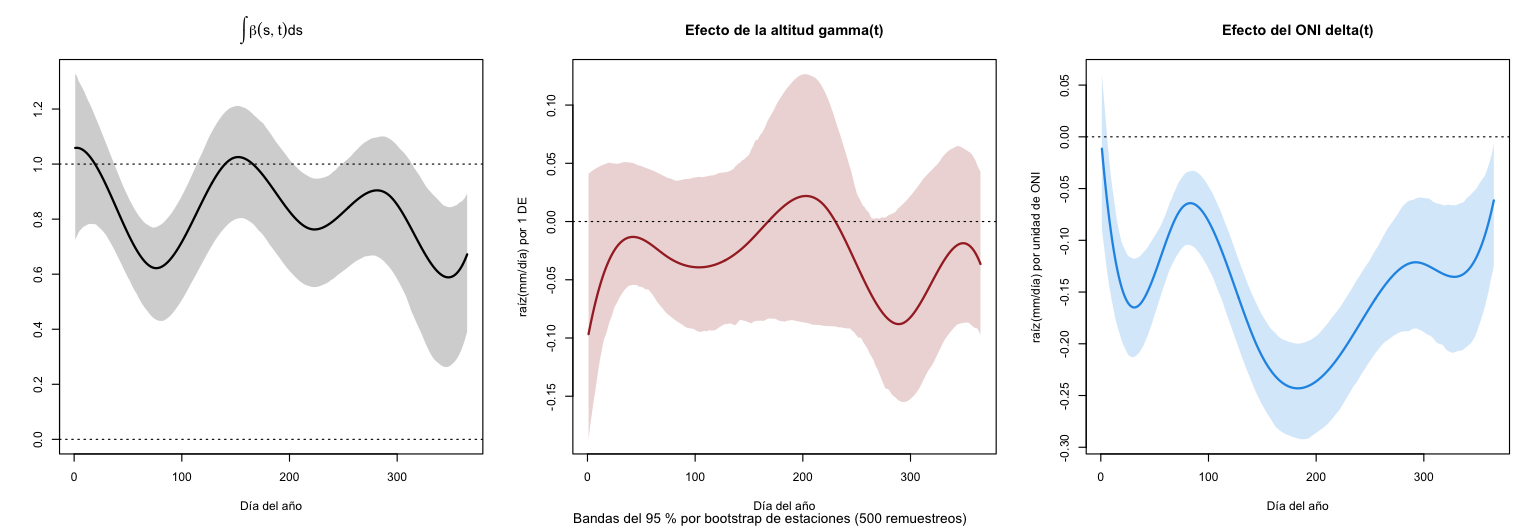 ∫β(s, t)ds
1.2
1.0
0.8
0.6
0.4
0.2
0.0
0 100 200 300
Día del año
Efecto de la altitud gamma(t)
raíz(mm/día) por 1 DE
0.10
0.05
0.00
-0.05
-0.10
-0.15
0 100 200 300
Día del año
Efecto del ONI delta(t)
raíz(mm/día) por unidad de ONI
0.05
0.00
-0.05
-0.10
-0.15
-0.20
-0.25
-0.30
0 100 200 300
Día del año
Bandas del 95 % por bootstrap de estaciones (500 remuestreos)